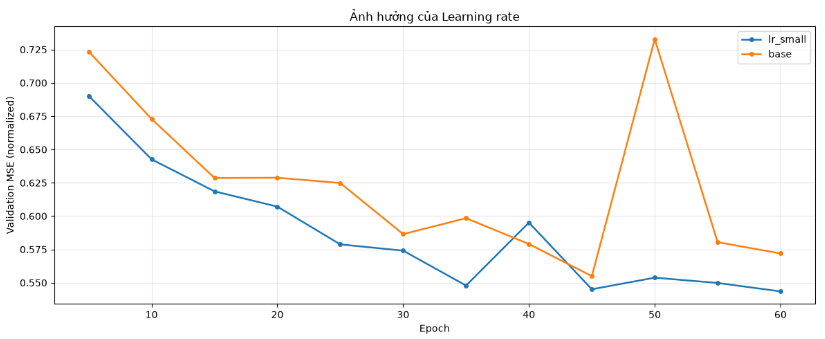 Ảnh hưởng của Learning rate
lr_small
base
Validation MSE (normalized)
0.725
0.700
0.675
0.650
0.625
0.600
0.575
0.550
10
20
30
40
50
60
Epoch